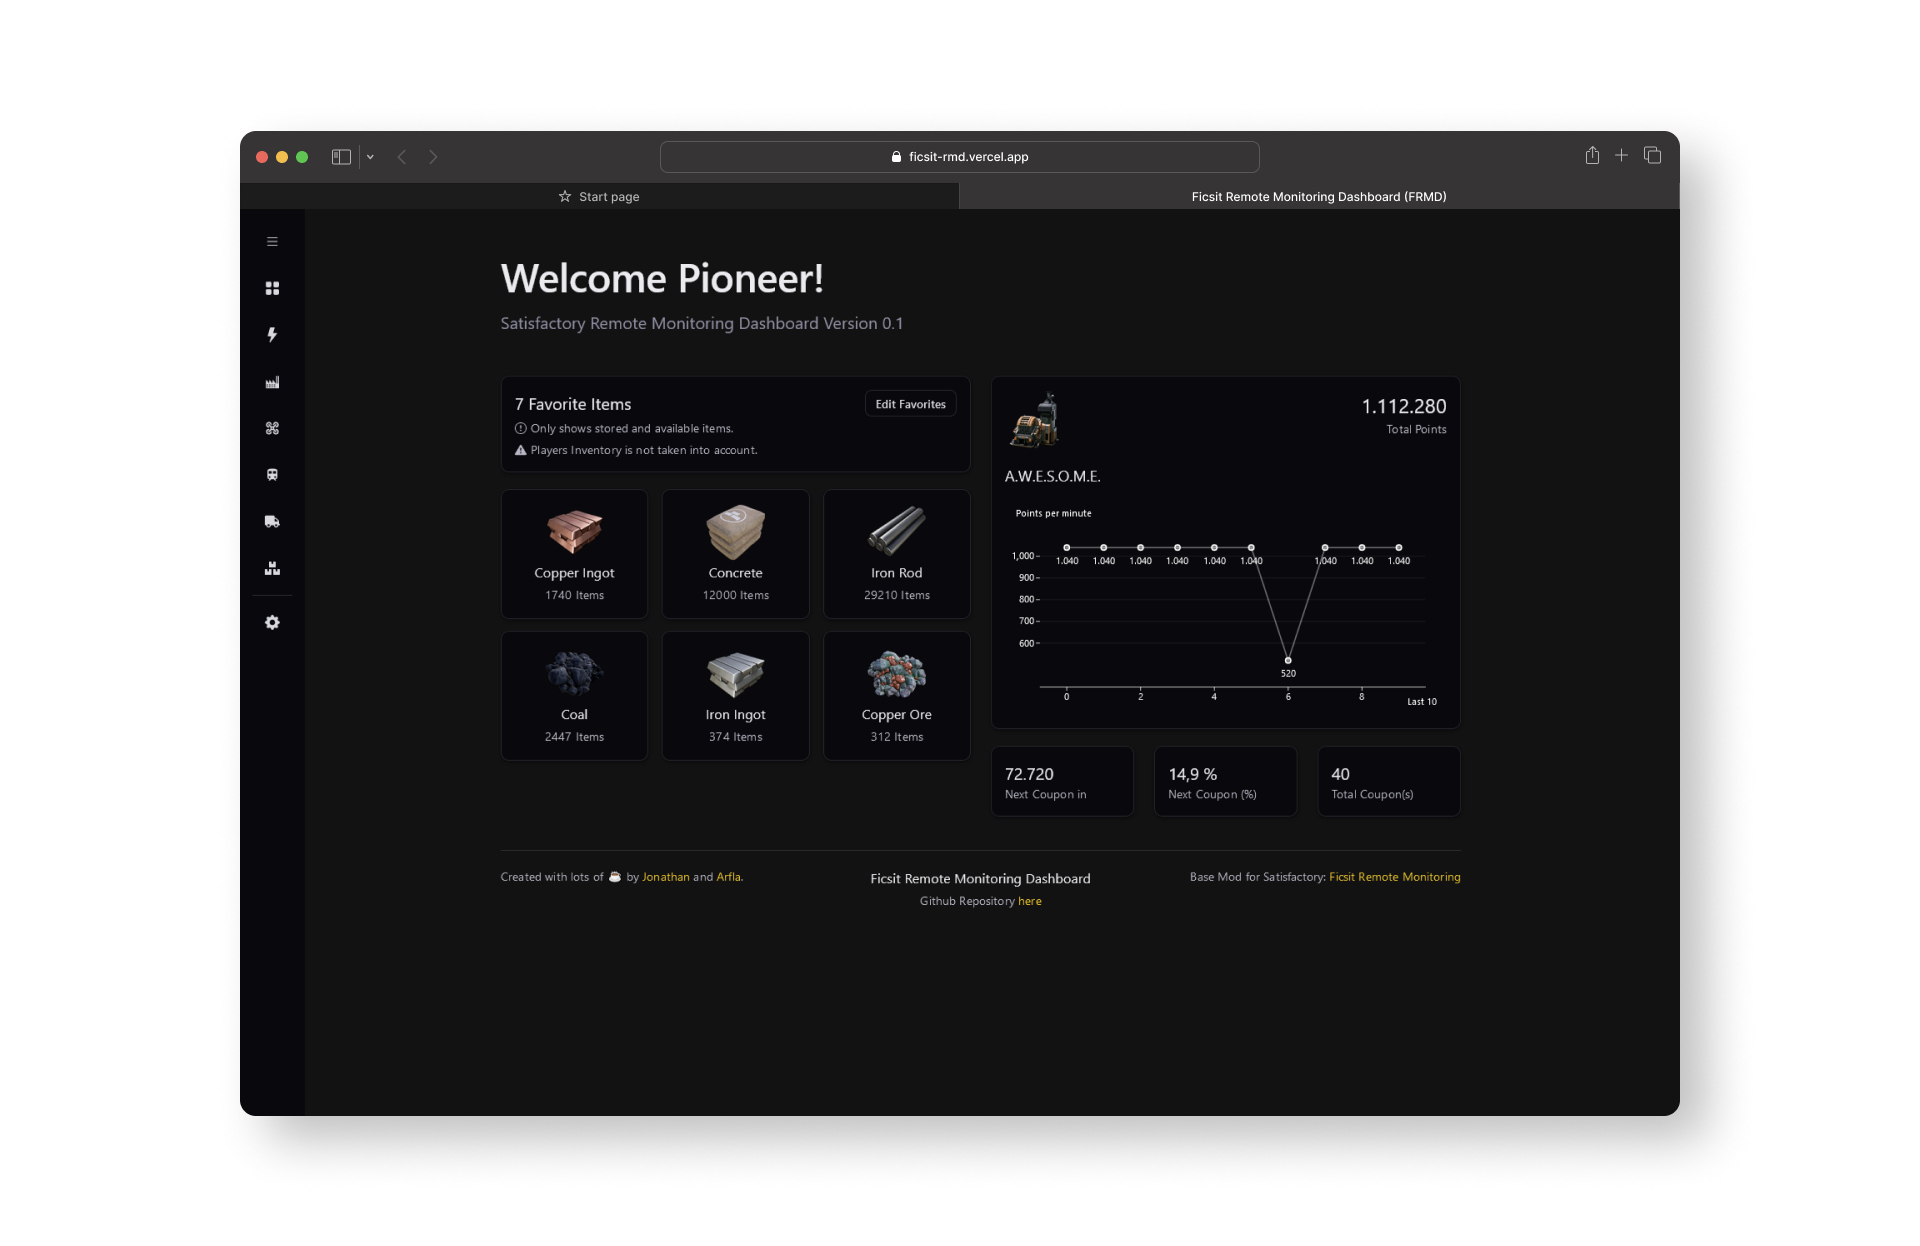 ficsit-rmd.vercel.app
Start page
Ficsit Remote Monitoring Dashboard (FRMD)
Welcome Pioneer!
Satisfactory Remote Monitoring Dashboard Version 0.1
7 Favorite Items
Edit Favorites
Only shows stored and available items.
Players Inventory is not taken into account.
Copper Ingot
1740 Items
Concrete
12000 Items
Iron Rod
29210 Items
Coal
2447 Items
Iron Ingot
374 Items
Copper Ore
312 Items
1.112.280
Total Points
A.W.E.S.O.M.E.
Points per minute
1,000
900
800
700
600
1.040 1.040 1.040 1.040 1.040 1.040 1.040 1.040 1.040
520
0 2 4 6 8
Last 10
72.720
Next Coupon in
14,9 %
Next Coupon (%)
40
Total Coupon(s)
Created with lots of ☕ by Jonathan and Arfla.
Ficsit Remote Monitoring Dashboard
Github Repository here
Base Mod for Satisfactory: Ficsit Remote Monitoring